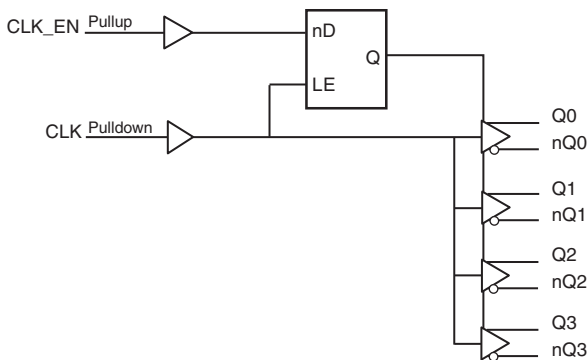 CLK_EN Pullup
nD
Q
LE
CLK Pulldown
Q0
nQ0
Q1
nQ1
Q2
nQ2
Q3
nQ3